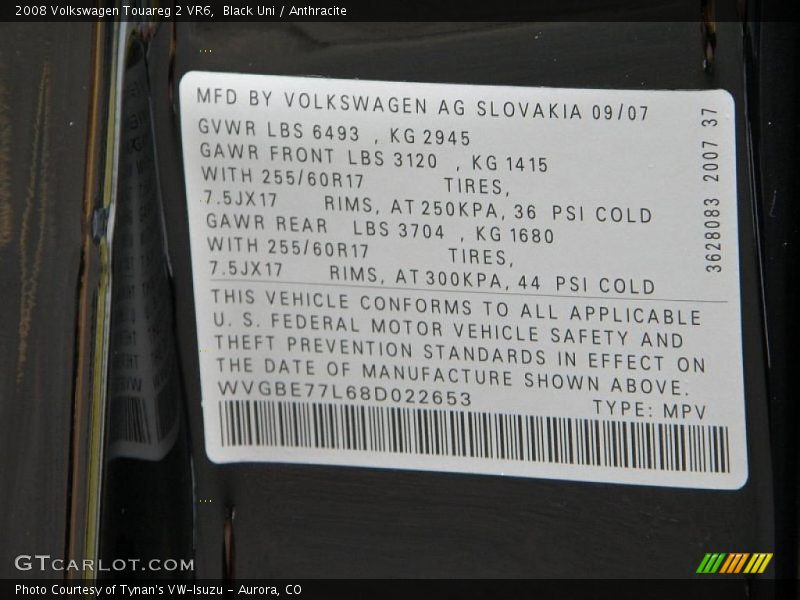 2008 Volkswagen Touareg 2 VR6,  Black Uni / Anthracite
MFD BY VOLKSWAGEN AG SLOVAKIA 09/07
GVWR LBS 6493 , KG 2945
GAWR FRONT LBS 3120 , KG 1415
WITH 255/60R17 TIRES,
7.5JX17 RIMS, AT 250KPA, 36 PSI COLD
GAWR REAR LBS 3704 , KG 1680
WITH 255/60R17 TIRES,
7.5JX17 RIMS, AT 300KPA, 44 PSI COLD
THIS VEHICLE CONFORMS TO ALL APPLICABLE
U. S. FEDERAL MOTOR VEHICLE SAFETY AND
THEFT PREVENTION STANDARDS IN EFFECT ON
THE DATE OF MANUFACTURE SHOWN ABOVE.
WVGBE77L68D022653 TYPE: MPV
3628083 2007 37
GTCARLOT.COM
Photo Courtesy of Tynan's VW-Isuzu - Aurora, CO